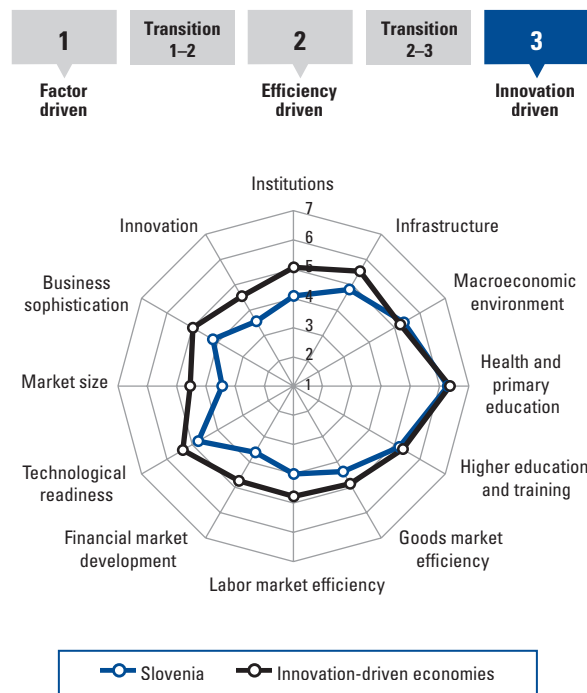 1
Transition
1–2
2
Transition
2–3
3
Factor
driven
Efficiency
driven
Innovation
driven
Institutions
7
Innovation
Infrastructure
6
5
Business
sophistication
Macroeconomic
environment
4
3
2
Market size
1
Health and
primary
education
Technological
readiness
Higher education
and training
Financial market
development
Goods market
efficiency
Labor market efficiency
Slovenia
Innovation-driven economies